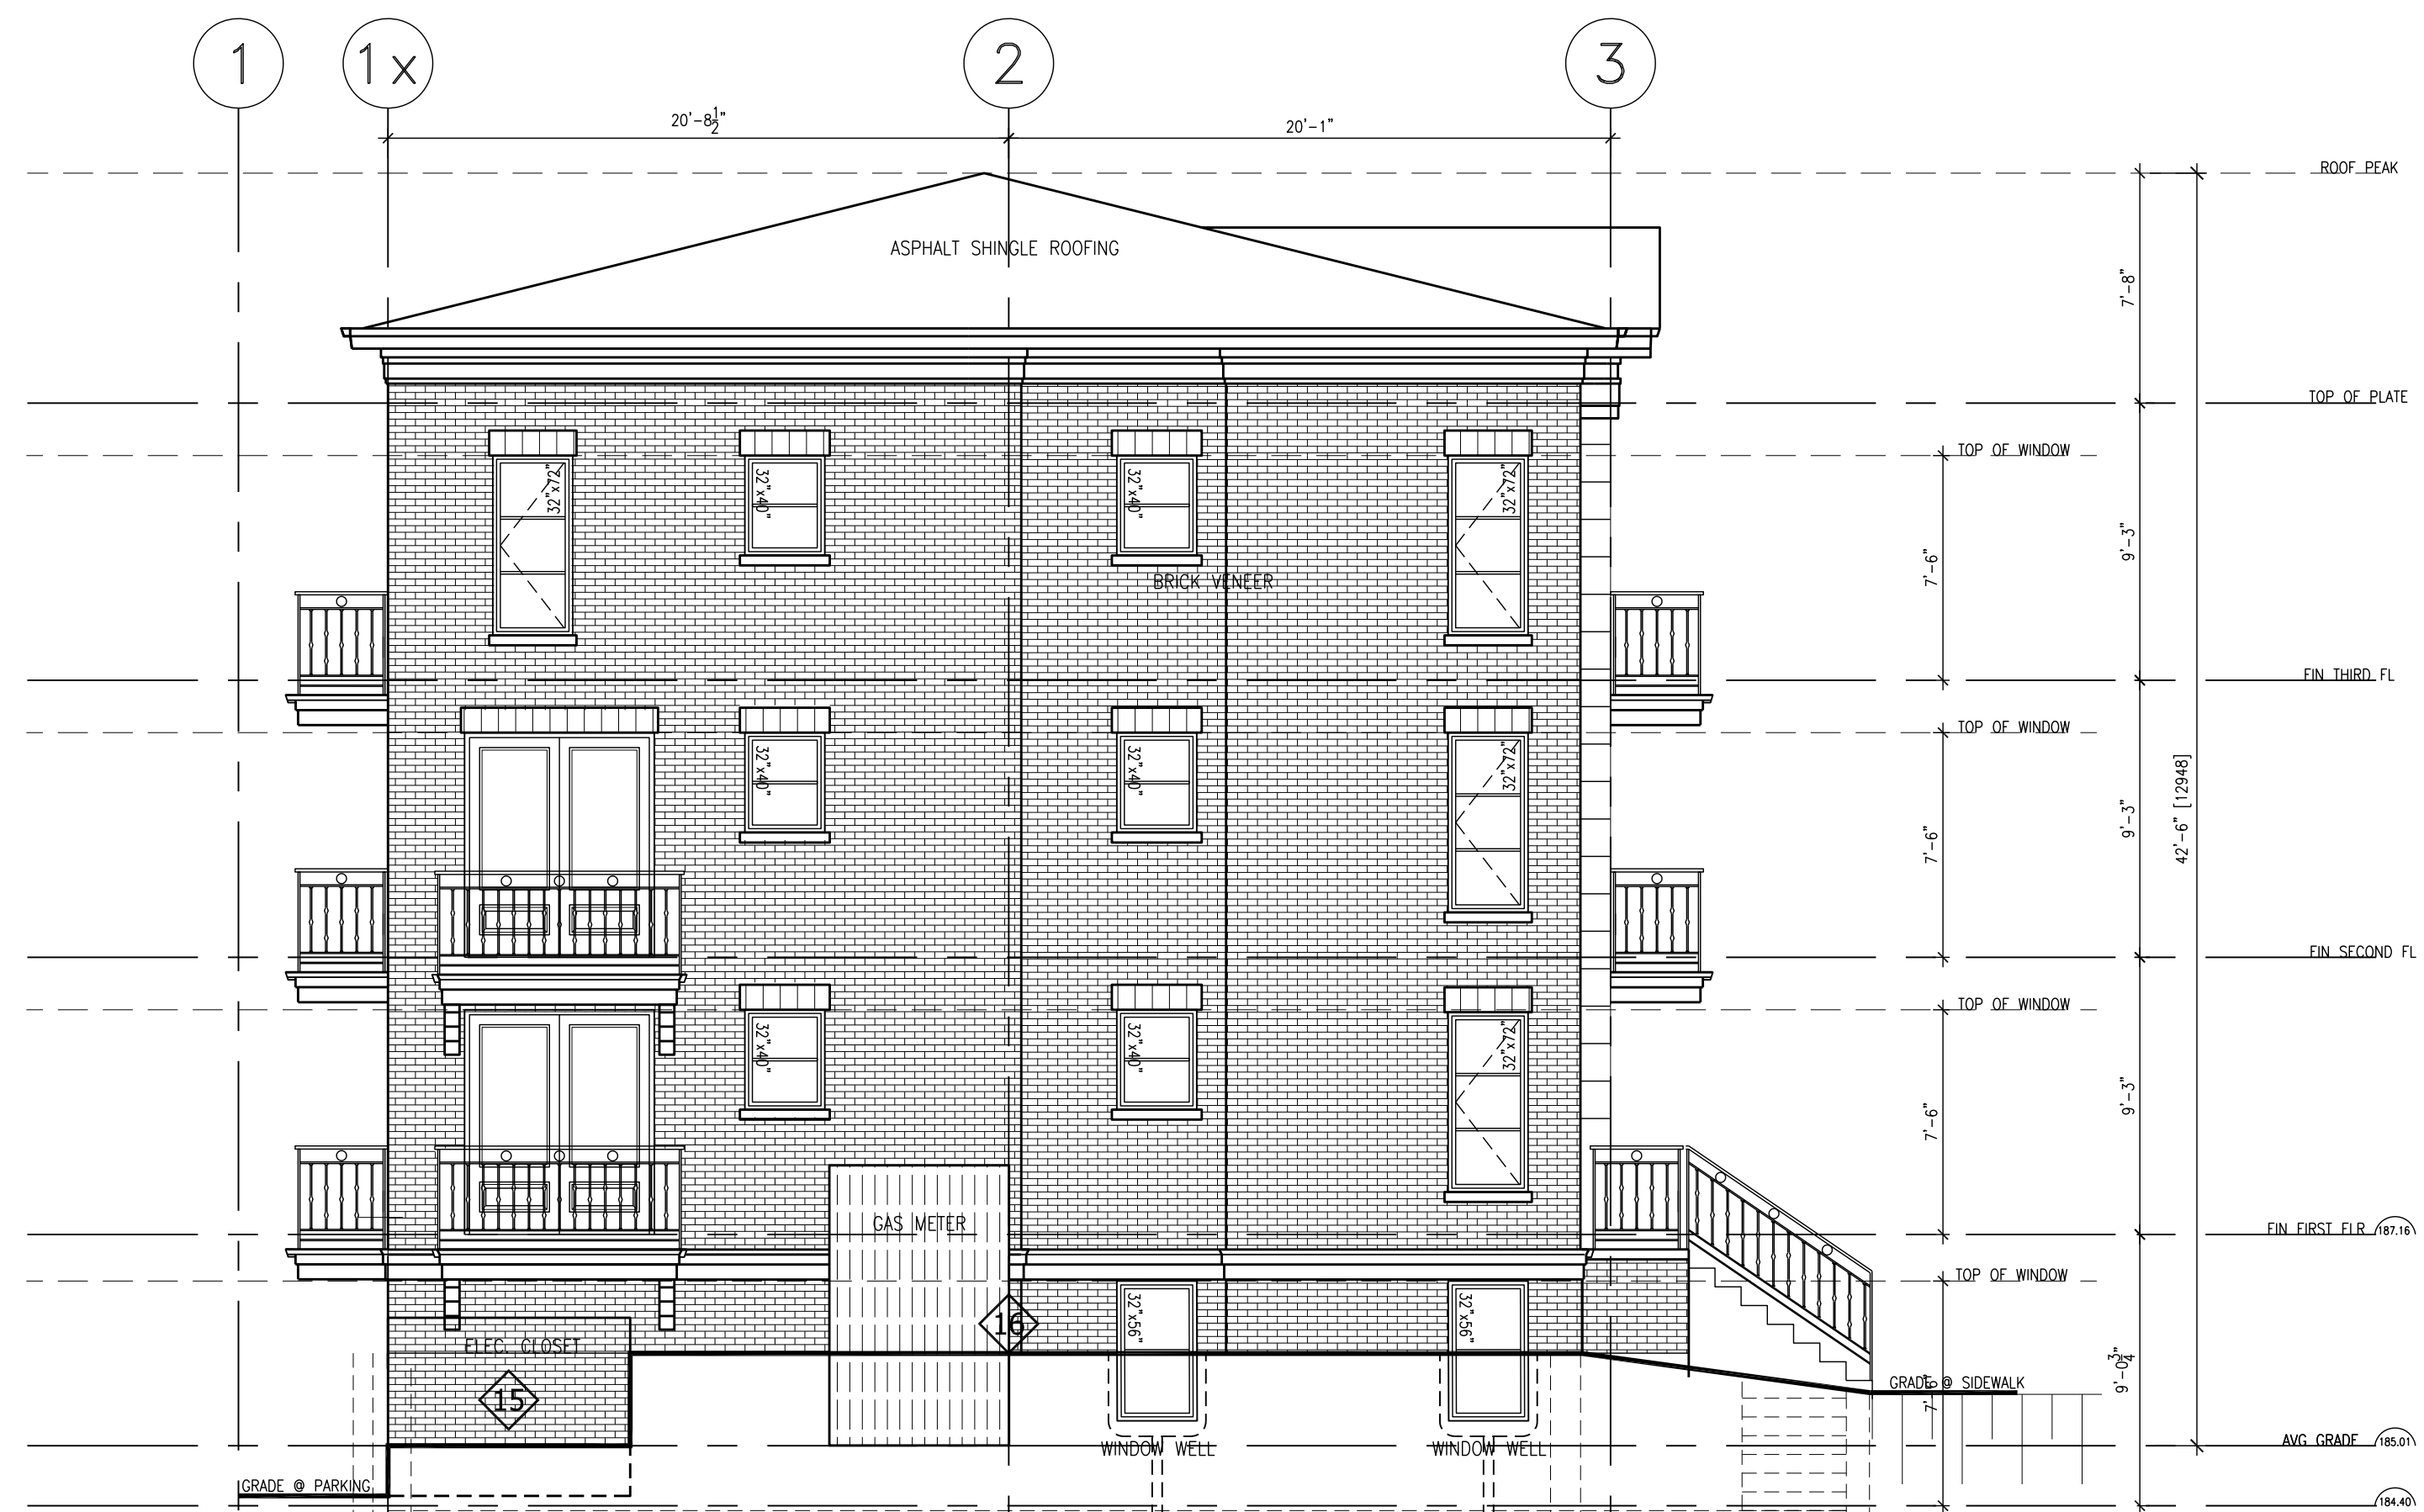 1
1x
2
3
20'-8½"
20'-1"
ROOF PEAK
ASPHALT SHINGLE ROOFING
7'-8"
TOP OF PLATE
TOP OF WINDOW
32"x72"
32"x40"
32"x40"
32"x72"
9'-3"
7'-6"
BRICK VENEER
FIN THIRD FL
TOP OF WINDOW
32"x40"
32"x40"
32"x72"
42'-6" [12948]
9'-3"
7'-6"
FIN SECOND FL
TOP OF WINDOW
32"x40"
32"x40"
32"x72"
9'-3"
7'-6"
GAS METER
FIN FIRST FLR 187.16
TOP OF WINDOW
32"x56"
32"x56"
16
ELEC. CLOSET
15
9'-0¾"
GRADE @ SIDEWALK
7'-6"
WINDOW WELL
WINDOW WELL
AVG GRADE 185.01
GRADE @ PARKING
184.40